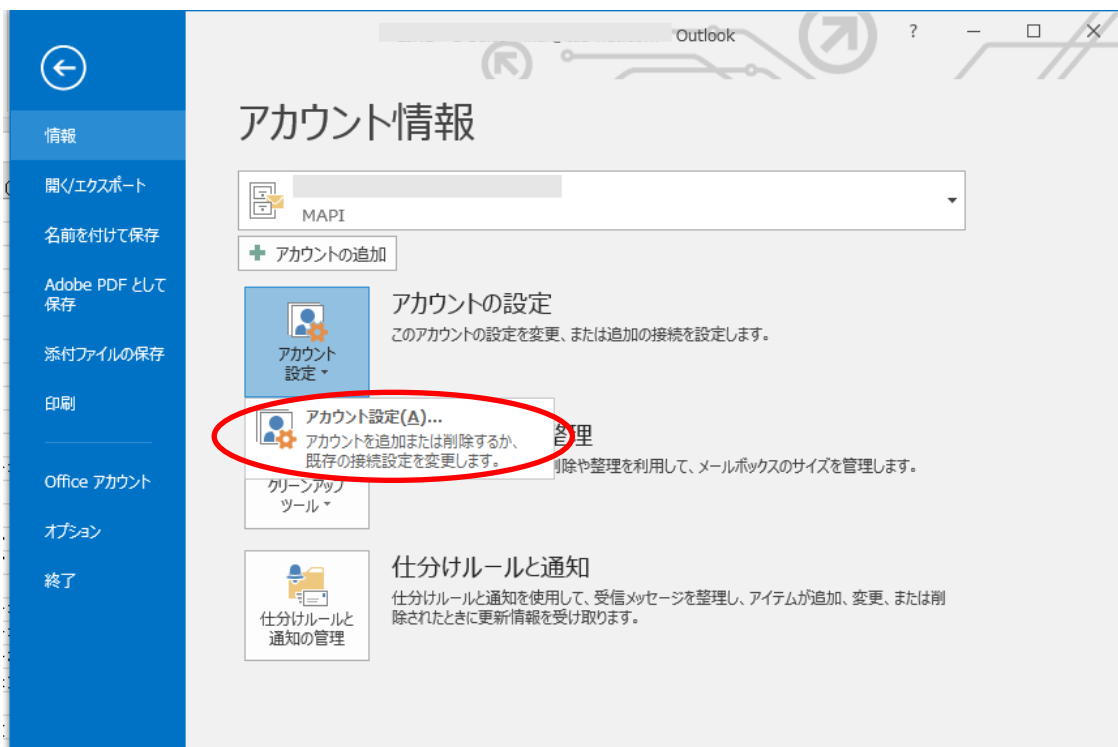 Outlook
?
情報
開く/エクスポート
名前を付けて保存
Adobe PDF として
保存
添付ファイルの保存
印刷
Office アカウント
オプション
終了
アカウント情報
MAPI
アカウントの追加
アカウント
設定
アカウントの設定
このアカウントの設定を変更、または追加の接続を設定します。
アカウント設定(A)...
アカウントを追加または削除するか、
既存の接続設定を変更します。
整理
削除や整理を利用して、メールボックスのサイズを管理します。
クリーンアップ
ツール
仕分けルールと
通知の管理
仕分けルールと通知
仕分けルールと通知を使用して、受信メッセージを整理し、アイテムが追加、変更、または削
除されたときに更新情報を受け取ります。